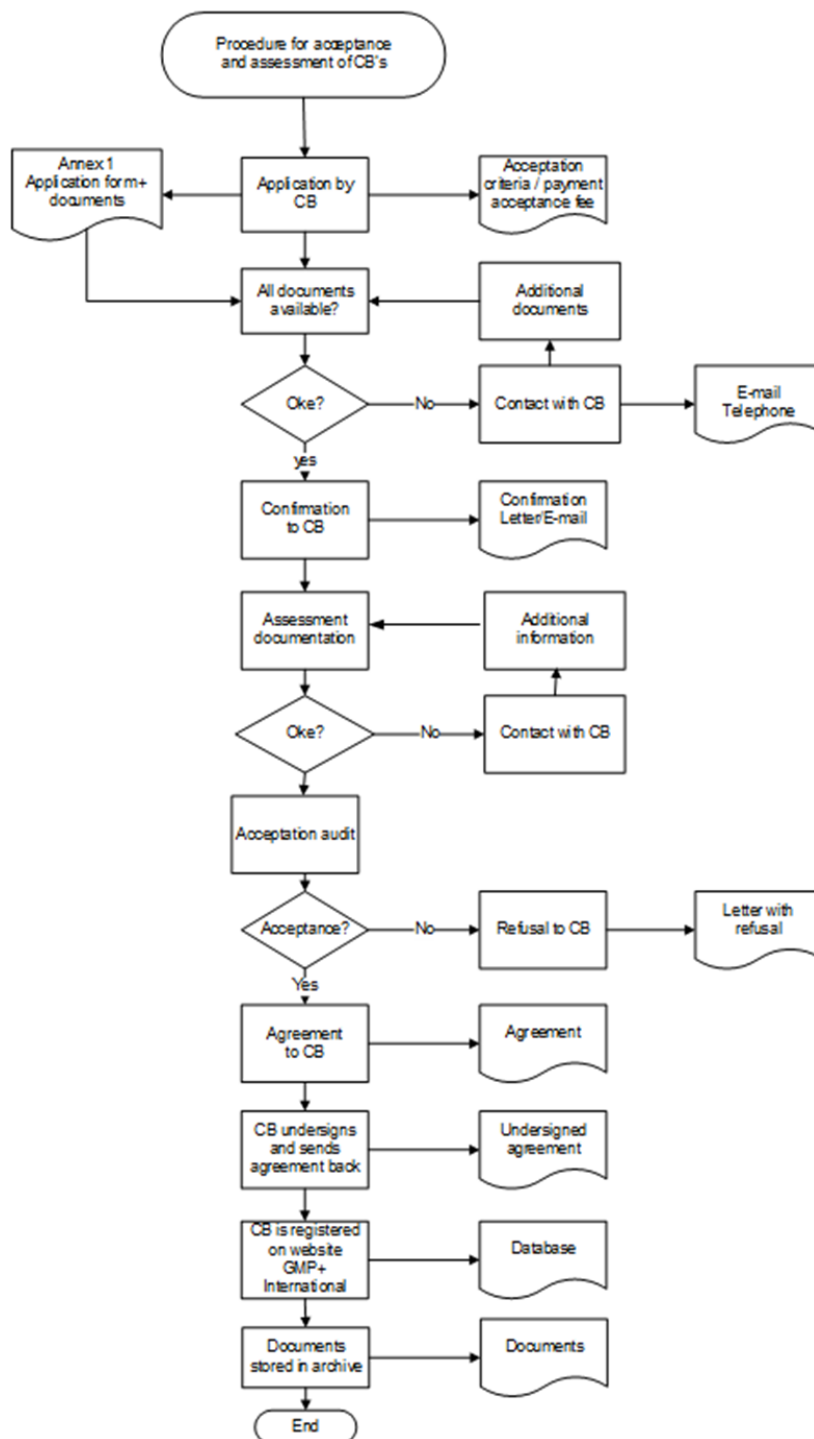 Procedure for acceptance
and assessment of CB's
Annex 1
Application form+
documents
Application by
CB
Acceptation
criteria / payment
acceptance fee
All documents
available?
Additional
documents
Oke?
No
Contact with CB
E-mail
Telephone
yes
Confirmation
to CB
Confirmation
Letter/E-mail
Assessment
documentation
Additional
information
Oke?
No
Contact with CB
Acceptation audit
Acceptance?
No
Refusal to CB
Letter with
refusal
Yes
Agreement
to CB
Agreement
CB undersigns
and sends
agreement back
Undersigned
agreement
CB is registered
on website
GMP+
International
Database
Documents
stored in archive
Documents
End